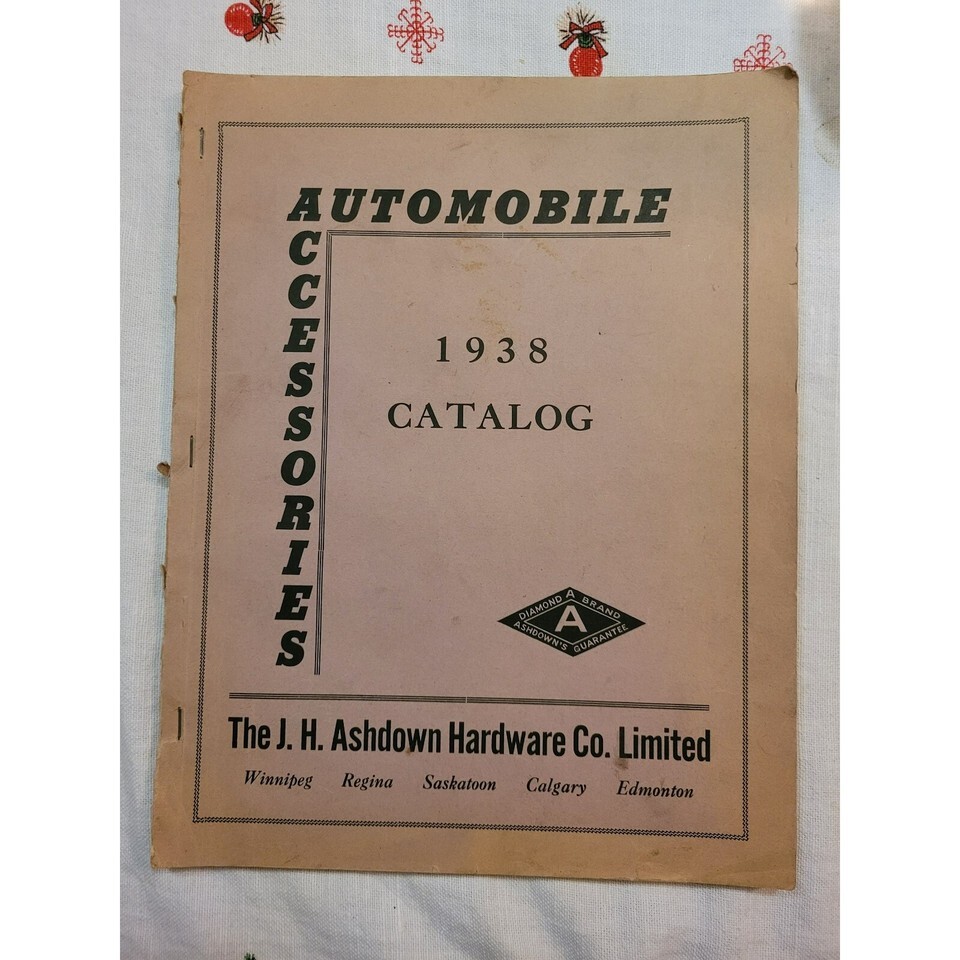 AUTOMOBILE
ACCESSORIES
1938
CATALOG
DIAMOND A BRAND
A
ASHDOWN'S GUARANTEE
The J. H. Ashdown Hardware Co. Limited
Winnipeg Regina Saskatoon Calgary Edmonton